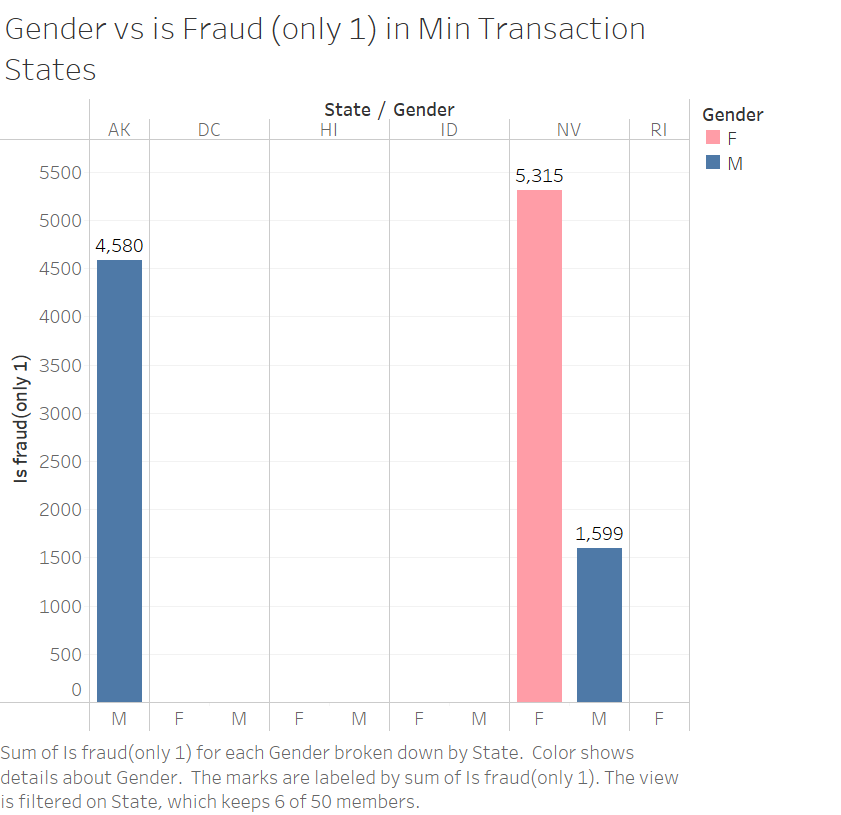 Gender vs is Fraud (only 1) in Min Transaction
States
State / Gender
AK DC HI ID NV RI
Gender
F
M
Is fraud(only 1)
5500
5000
4500
4000
3500
3000
2500
2000
1500
1000
500
0
4,580
5,315
1,599
M F M F M F M F M F
Sum of Is fraud(only 1) for each Gender broken down by State.  Color shows
details about Gender.  The marks are labeled by sum of Is fraud(only 1). The view
is filtered on State, which keeps 6 of 50 members.